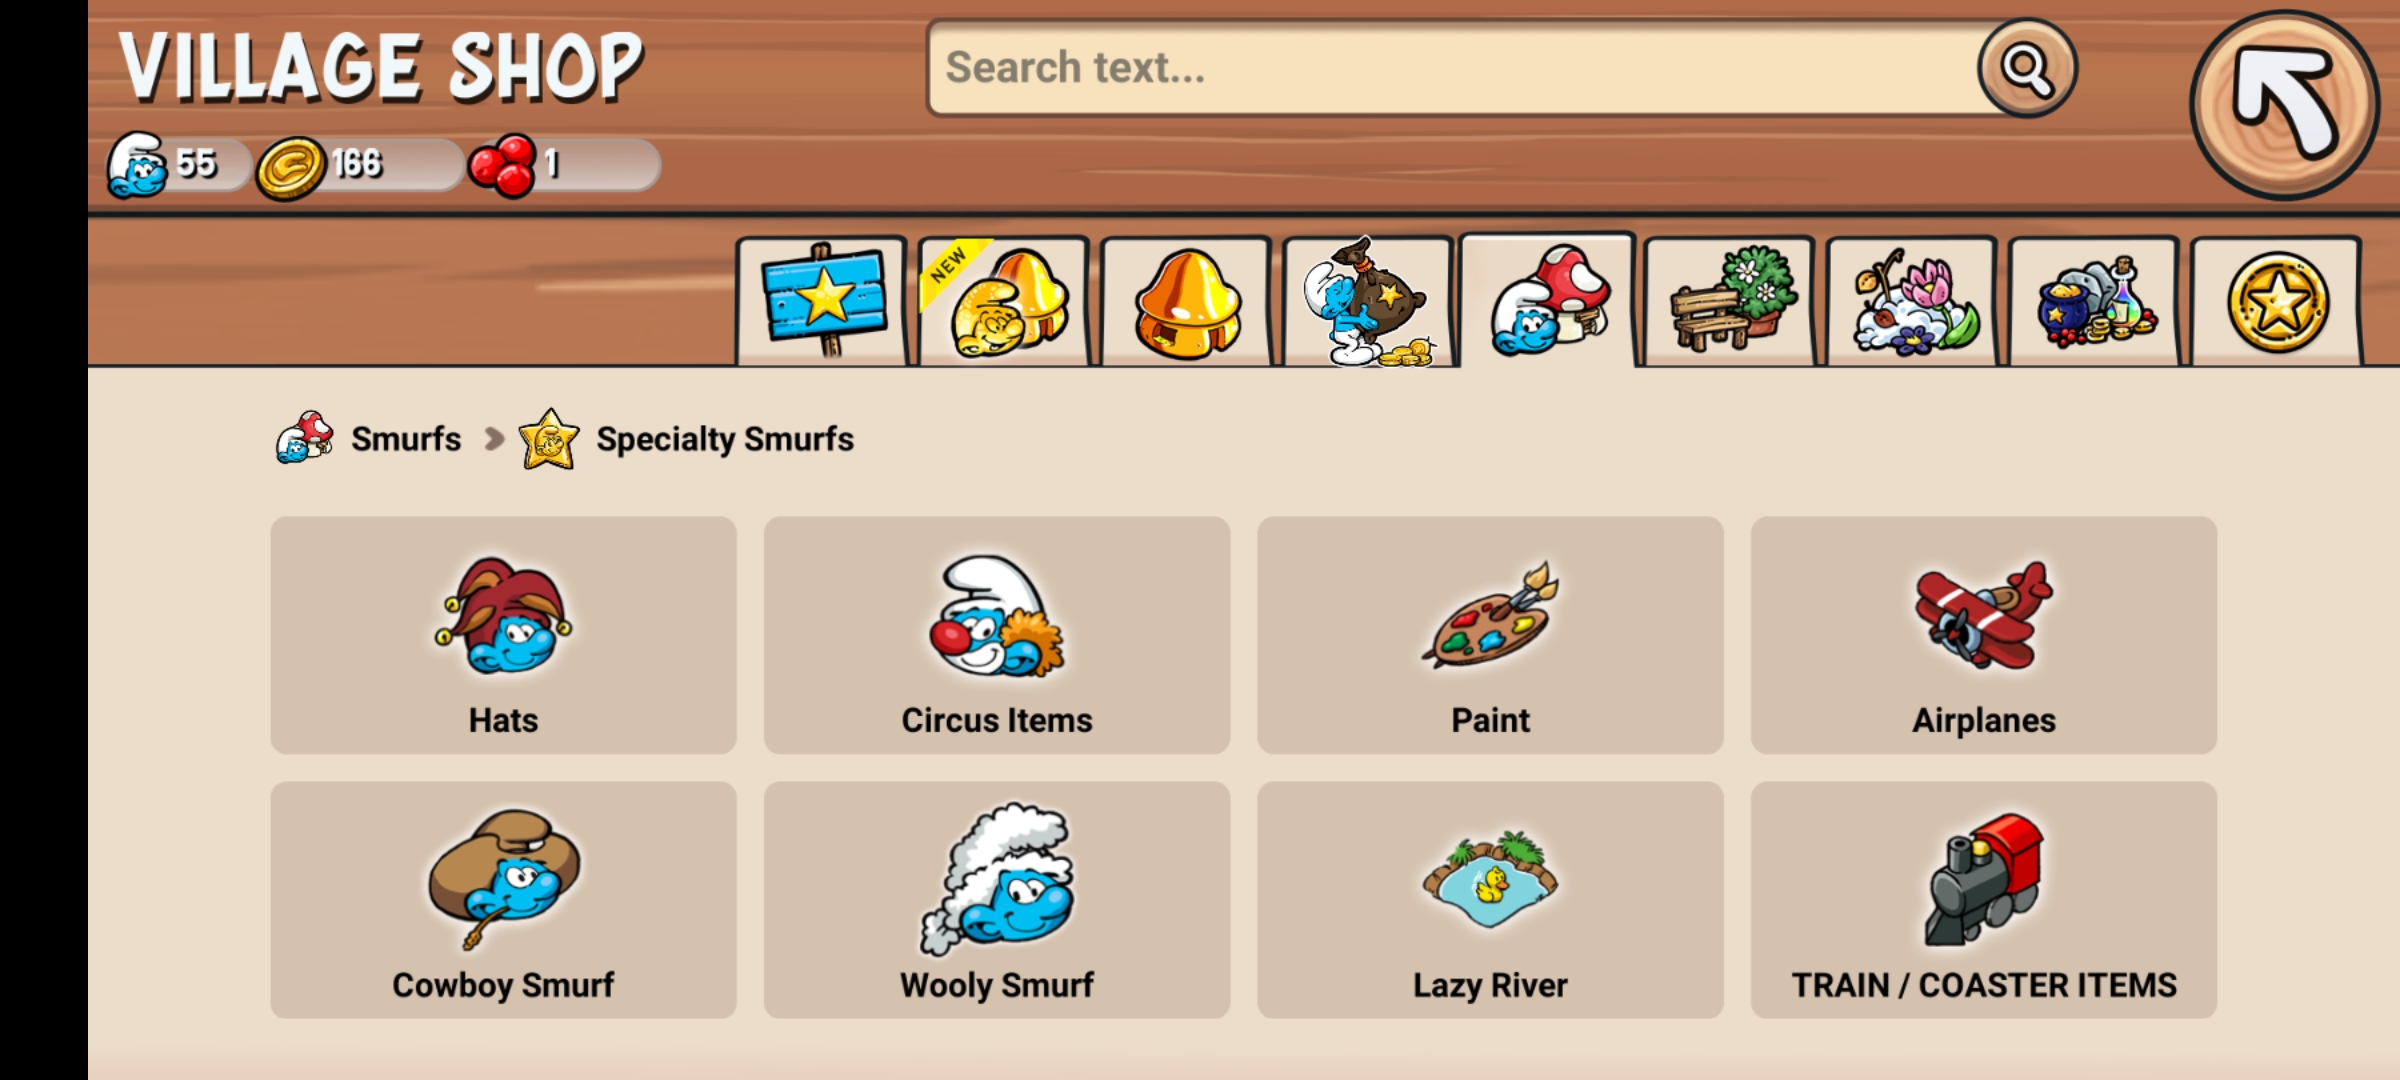 VILLAGE SHOP
Search text...
55
166
1
NEW
Smurfs
Specialty Smurfs
Hats
Circus Items
Paint
Airplanes
Cowboy Smurf
Wooly Smurf
Lazy River
TRAIN / COASTER ITEMS